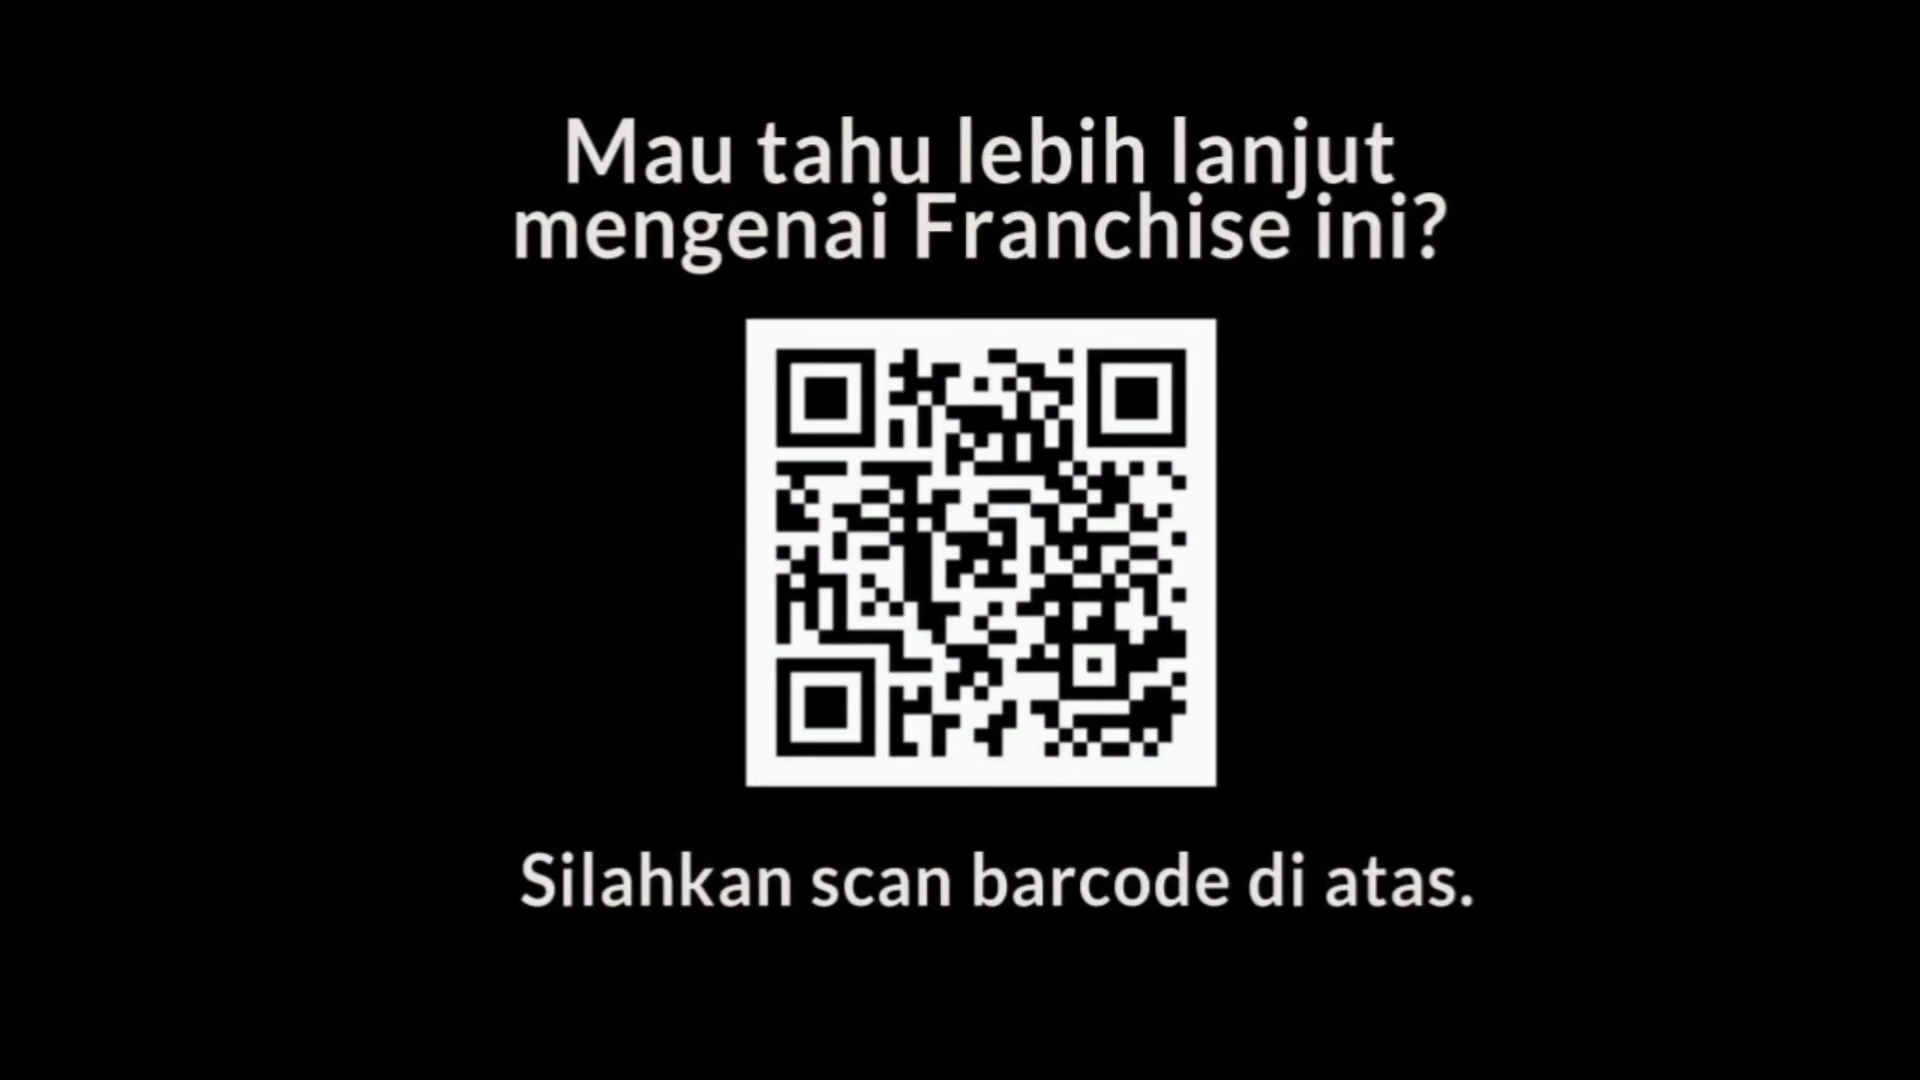 Mau tahu lebih lanjut
mengenai Franchise ini?
Silahkan scan barcode di atas.